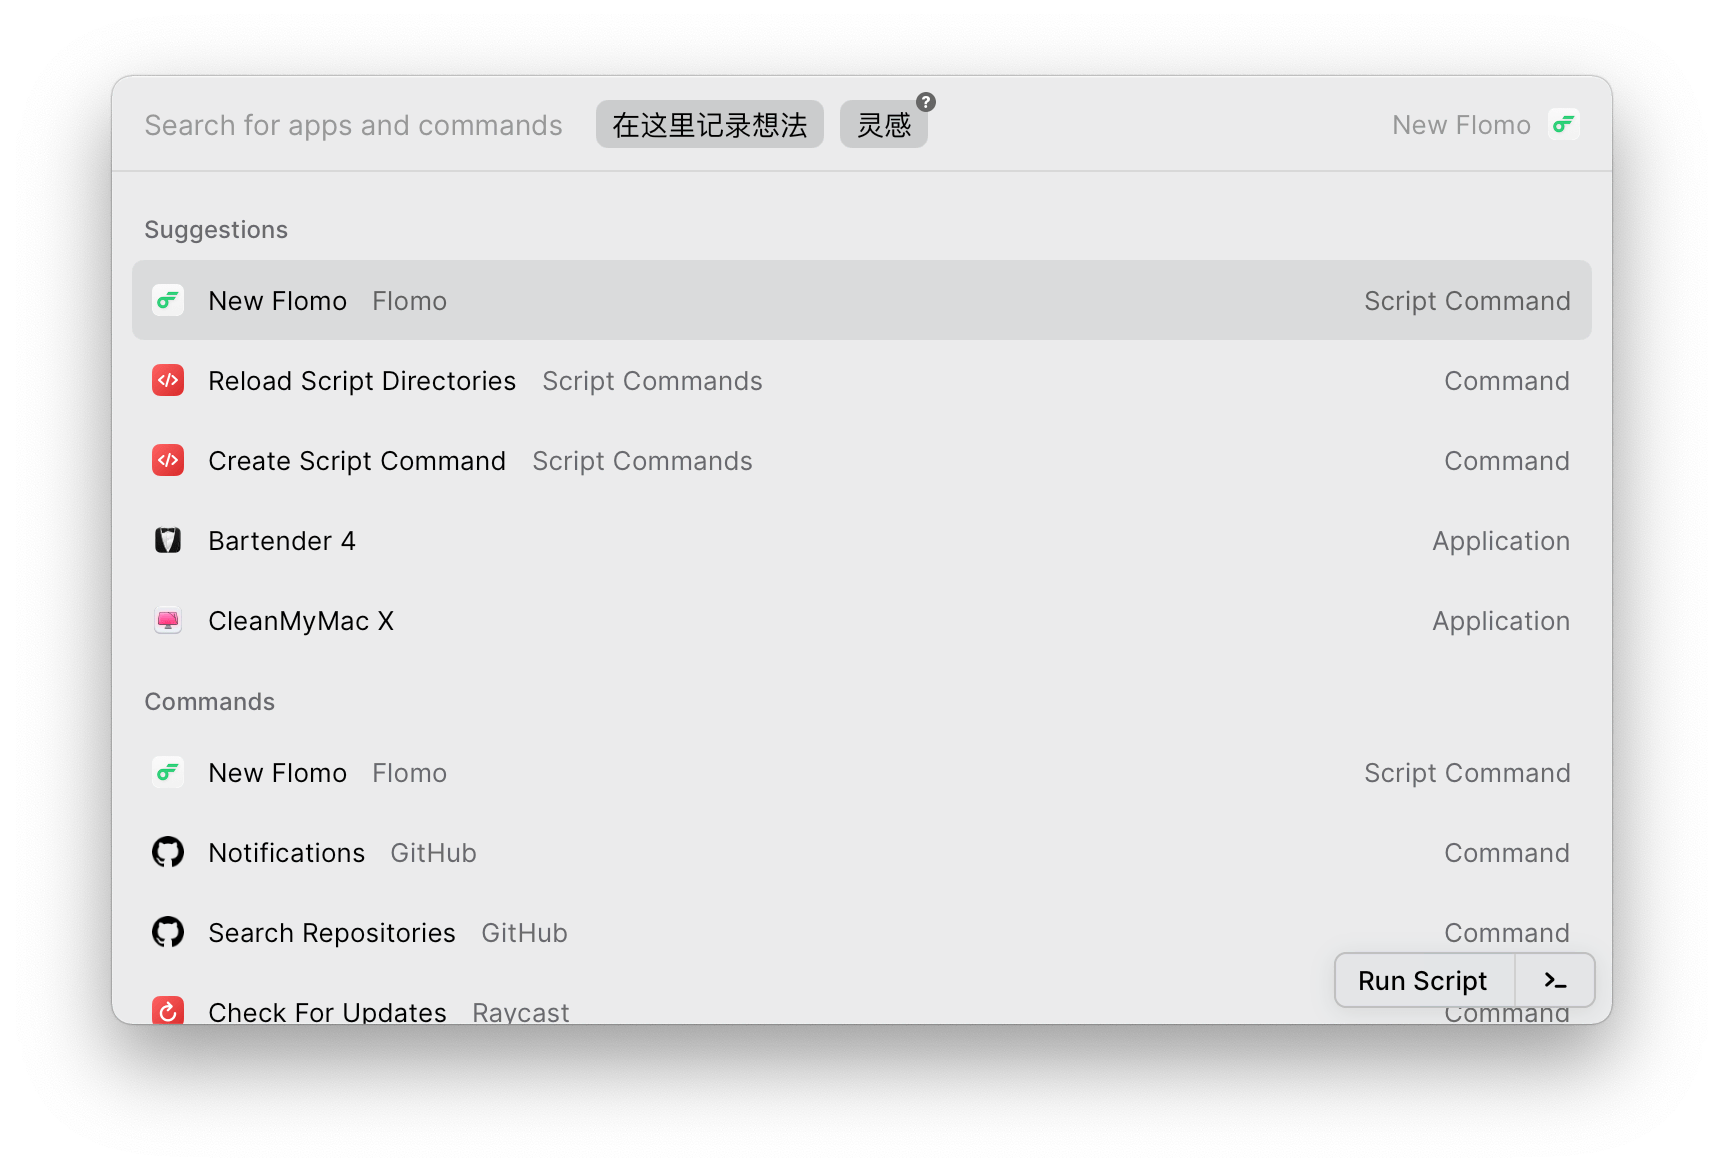 Search for apps and commands 在这里记录想法 灵感 ? New Flomo
Suggestions
New Flomo Flomo Script Command
Reload Script Directories Script Commands Command
Create Script Command Script Commands Command
Bartender 4 Application
CleanMyMac X Application
Commands
New Flomo Flomo Script Command
Notifications GitHub Command
Search Repositories GitHub Command
Run Script >_
Check For Updates Raycast Command